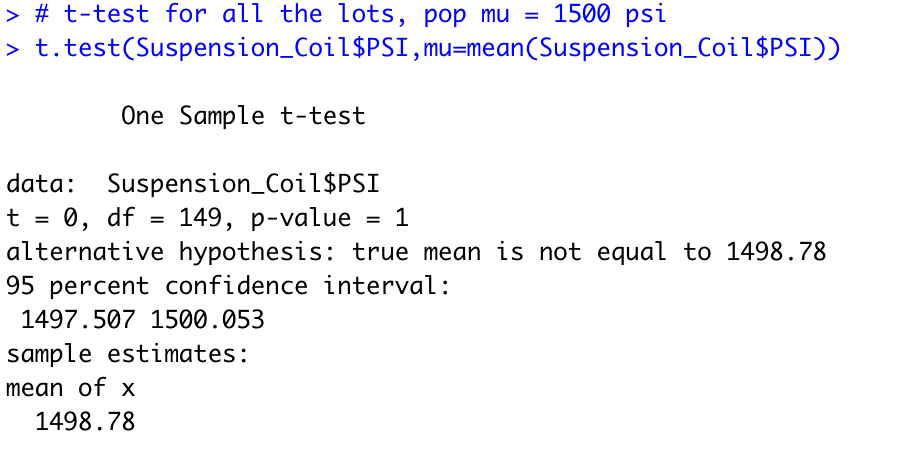 > # t-test for all the lots, pop mu = 1500 psi
> t.test(Suspension_Coil$PSI,mu=mean(Suspension_Coil$PSI))
One Sample t-test
data:  Suspension_Coil$PSI
t = 0, df = 149, p-value = 1
alternative hypothesis: true mean is not equal to 1498.78
95 percent confidence interval:
1497.507 1500.053
sample estimates:
mean of x
1498.78